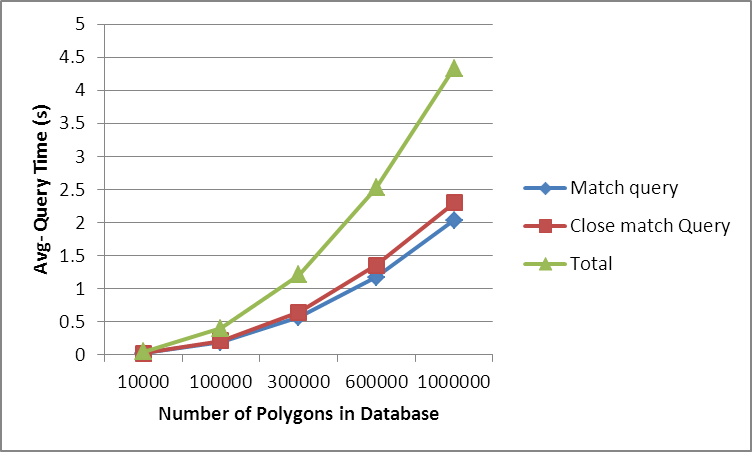 5
4.5
4
3.5
3
2.5
2
1.5
1
0.5
0
Avg- Query Time (s)
10000 100000 300000 600000 1000000
Number of Polygons in Database
Match query
Close match Query
Total